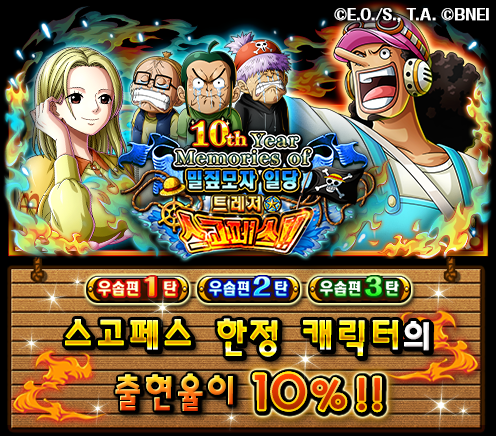 ©E.O./S., T.A. ©BNEI
10th Year
Memories of
밀짚모자 일당
트레저
스고페스!!
우솝편 1탄
우솝편 2탄
우솝편 3탄
스고페스 한정 캐릭터의
출현율이 10%!!